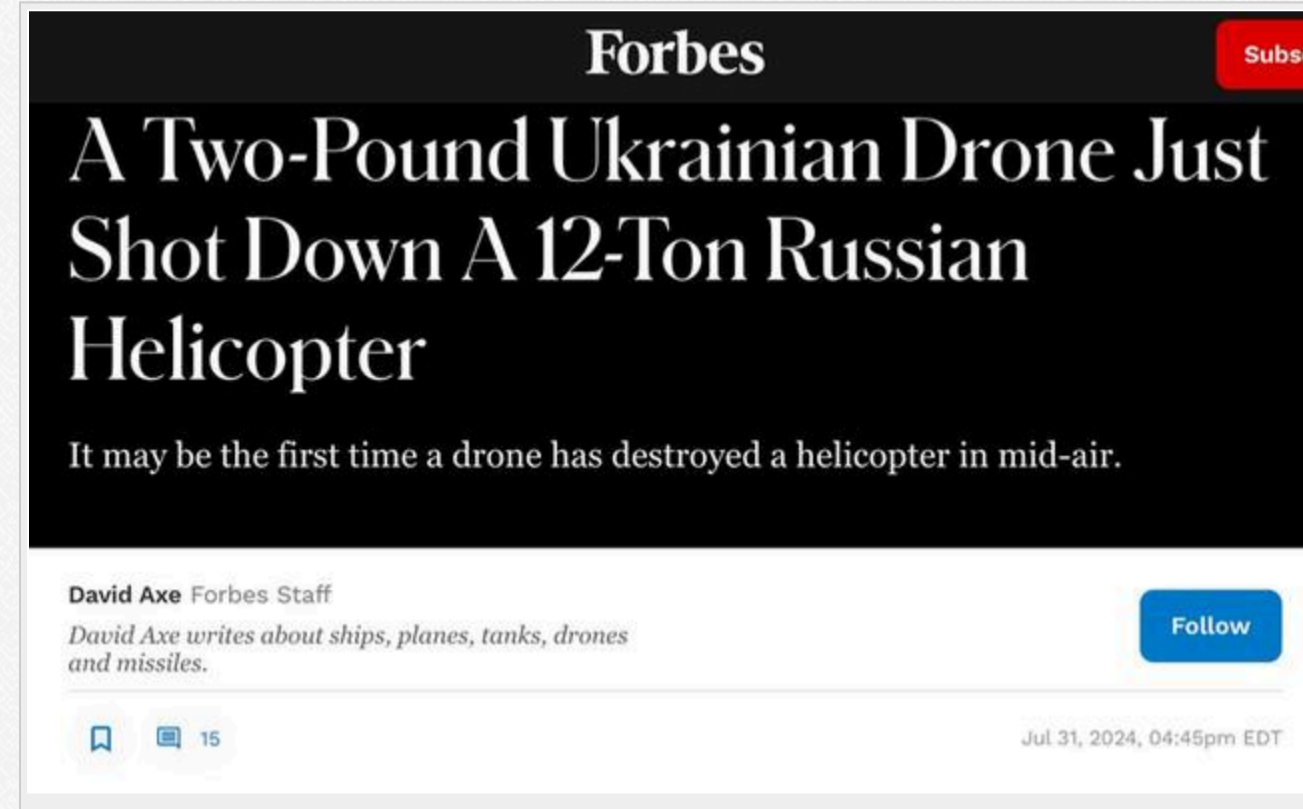 Forbes
Subs
A Two-Pound Ukrainian Drone Just
Shot Down A 12-Ton Russian
Helicopter
It may be the first time a drone has destroyed a helicopter in mid-air.
David Axe Forbes Staff
David Axe writes about ships, planes, tanks, drones
and missiles.
Follow
15
Jul 31, 2024, 04:45pm EDT